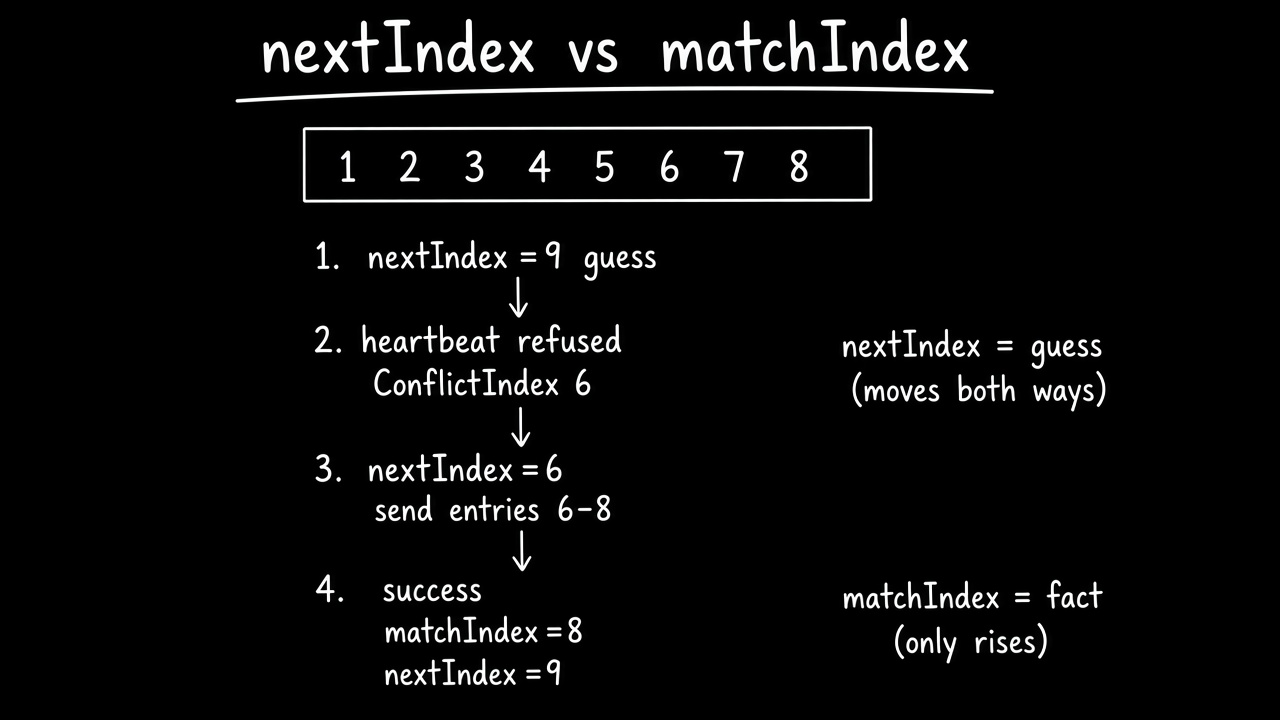 nextIndex vs matchIndex
1 2 3 4 5 6 7 8
1. nextIndex = 9 guess
2. heartbeat refused
ConflictIndex 6
3. nextIndex = 6
send entries 6-8
4. success
matchIndex = 8
nextIndex = 9
nextIndex = guess
(moves both ways)
matchIndex = fact
(only rises)